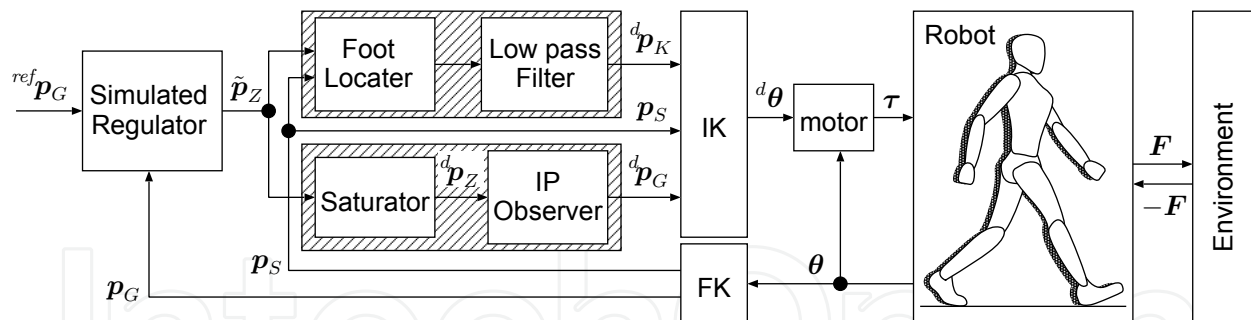 ref p_G
Simulated
Regulator
p̃_Z
Foot
Locater
Low pass
Filter
d p_K
p_S
Saturator
d p_Z
IP
Observer
d p_G
IK
d θ
motor
τ
Robot
F
−F
Environment
p_S
p_G
FK
θ